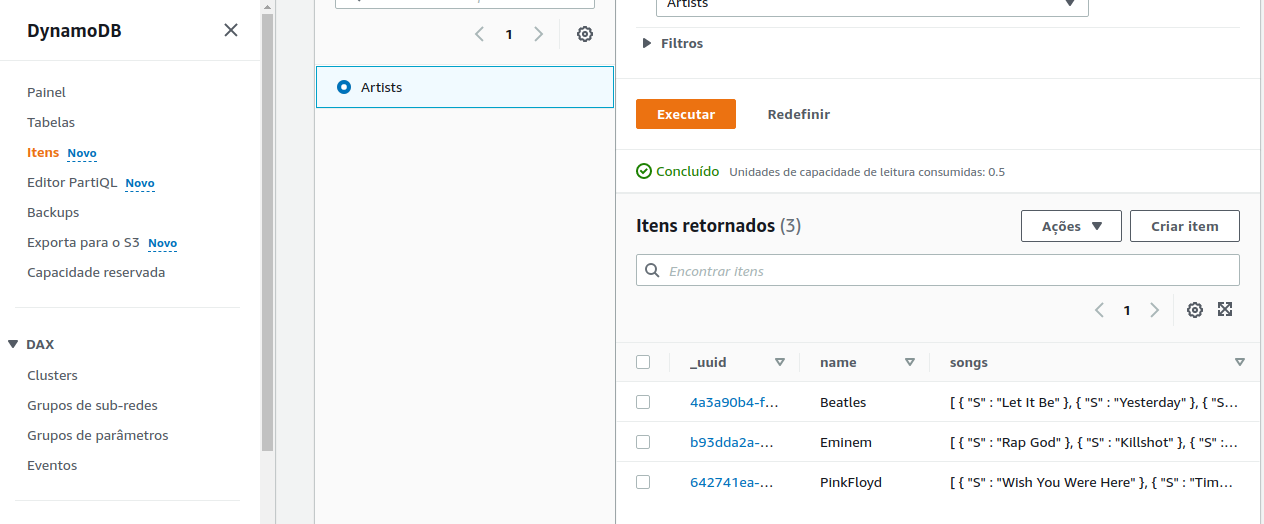 DynamoDB
Painel
Tabelas
Itens Novo
Editor PartiQL Novo
Backups
Exporta para o S3 Novo
Capacidade reservada
DAX
Clusters
Grupos de sub-redes
Grupos de parâmetros
Eventos
1
Artists
Artists
Filtros
Executar Redefinir
Concluído Unidades de capacidade de leitura consumidas: 0.5
Itens retornados (3) Ações Criar item
Encontrar itens
1
_uuid name songs
4a3a90b4-f... Beatles [ { "S" : "Let It Be" }, { "S" : "Yesterday" }, { "S...
b93dda2a-... Eminem [ { "S" : "Rap God" }, { "S" : "Killshot" }, { "S" :...
642741ea-... PinkFloyd [ { "S" : "Wish You Were Here" }, { "S" : "Tim...